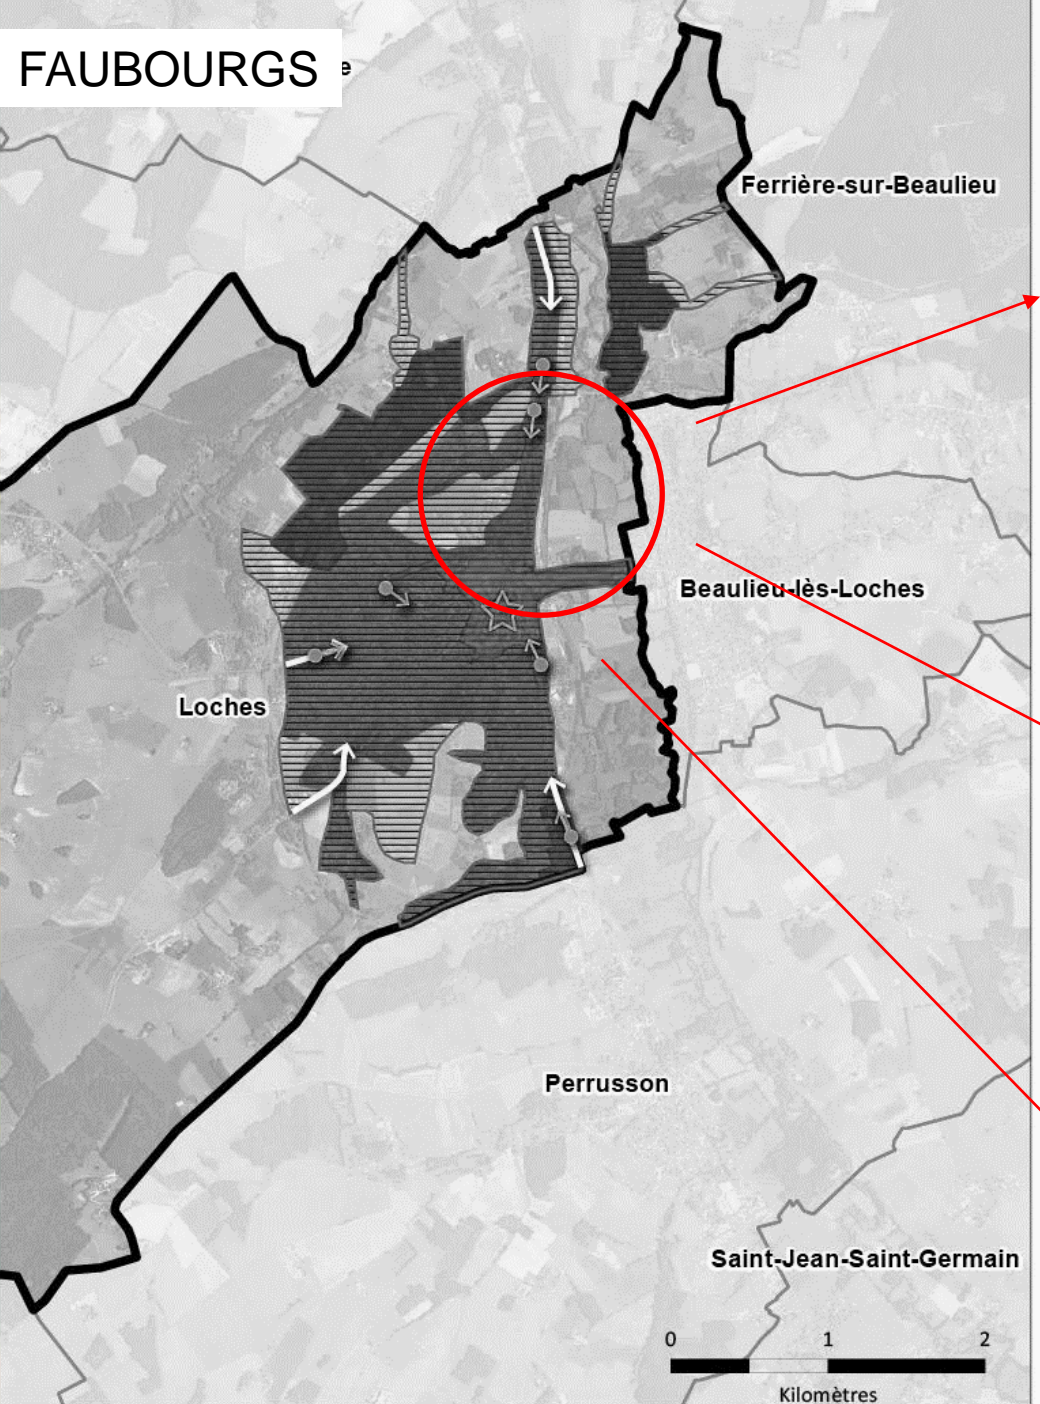 FAUBOURGS
e
Ferrière-sur-Beaulieu
Beaulieu-lès-Loches
Loches
Perrusson
Saint-Jean-Saint-Germain
0 1 2
Kilomètres